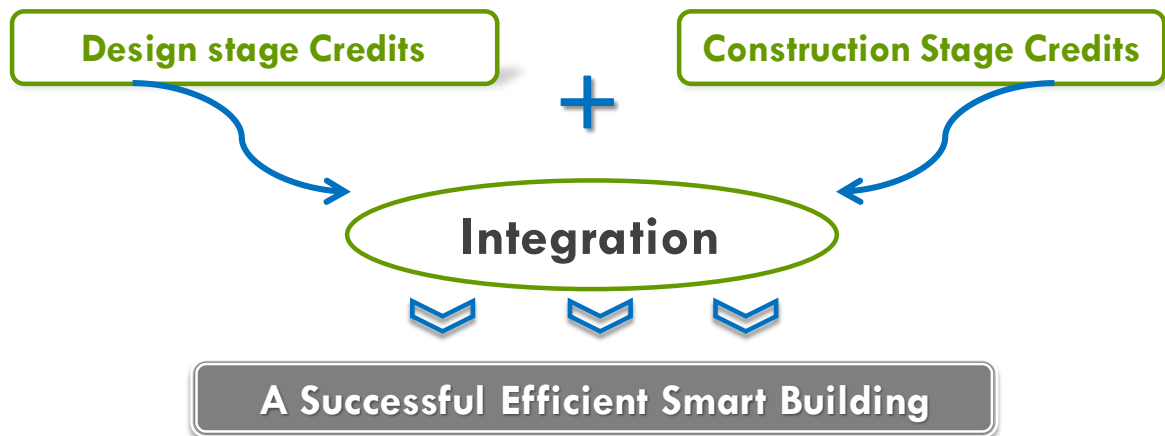 Design stage Credits
Construction Stage Credits
+
Integration
A Successful Efficient Smart Building